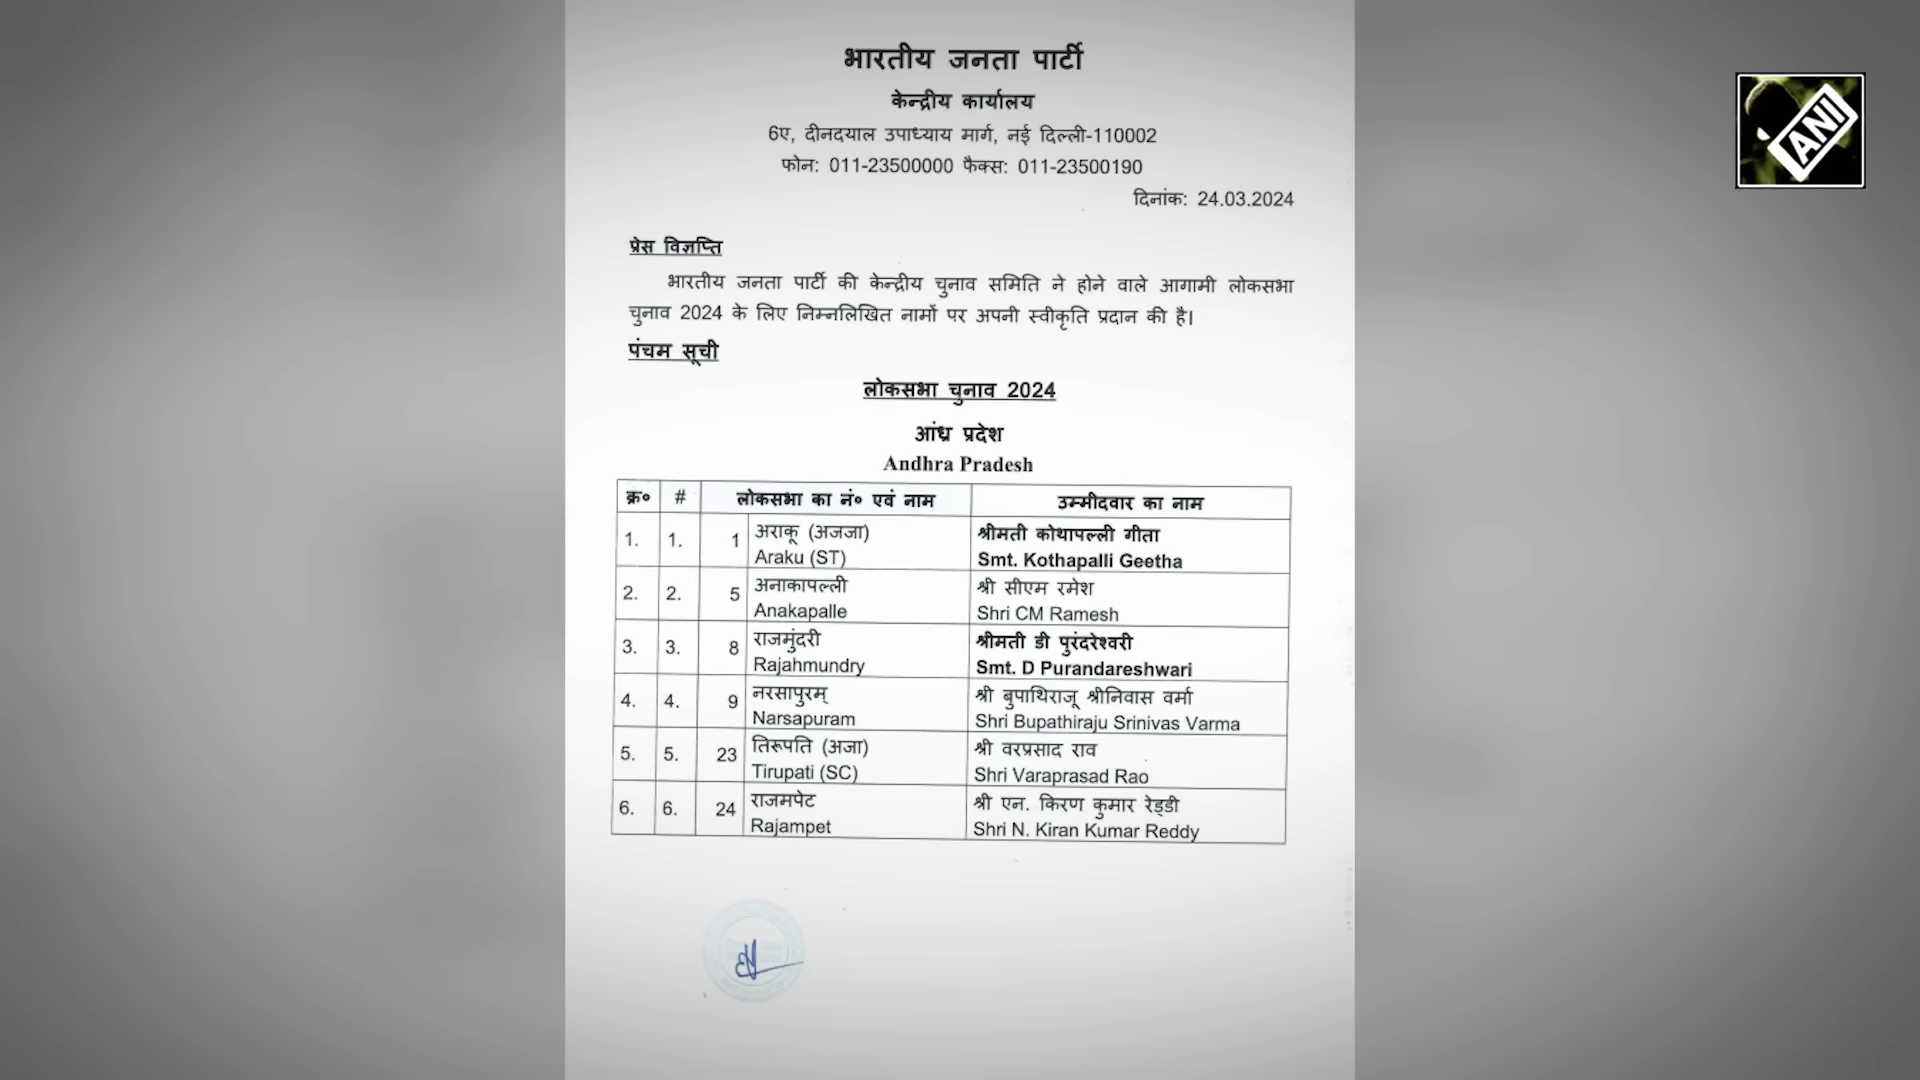 भारतीय जनता पार्टी
केन्द्रीय कार्यालय
6ए, दीनदयाल उपाध्याय मार्ग, नई दिल्ली-110002
फोन: 011-23500000 फैक्स: 011-23500190
दिनांक: 24.03.2024
प्रेस विज्ञप्ति
भारतीय जनता पार्टी की केन्द्रीय चुनाव समिति ने होने वाले आगामी लोकसभा
चुनाव 2024 के लिए निम्नलिखित नामों पर अपनी स्वीकृति प्रदान की है।
पंचम सूची
लोकसभा चुनाव 2024
आंध्र प्रदेश
Andhra Pradesh
क्र० # लोकसभा का नं० एवं नाम उम्मीदवार का नाम
1. 1. 1 अराकू (अजजा) श्रीमती कोथापल्ली गीता
Araku (ST) Smt. Kothapalli Geetha
2. 2. 5 अनाकापल्ली श्री सीएम रमेश
Anakapalle Shri CM Ramesh
3. 3. 8 राजमुंदरी श्रीमती डी पुरंदरेश्वरी
Rajahmundry Smt. D Purandareshwari
4. 4. 9 नरसापुरम् श्री बुपाथिराजू श्रीनिवास वर्मा
Narsapuram Shri Bupathiraju Srinivas Varma
5. 5. 23 तिरूपति (अजा) श्री वरप्रसाद राव
Tirupati (SC) Shri Varaprasad Rao
6. 6. 24 राजमपेट श्री एन. किरण कुमार रेड्डी
Rajampet Shri N. Kiran Kumar Reddy
ANI